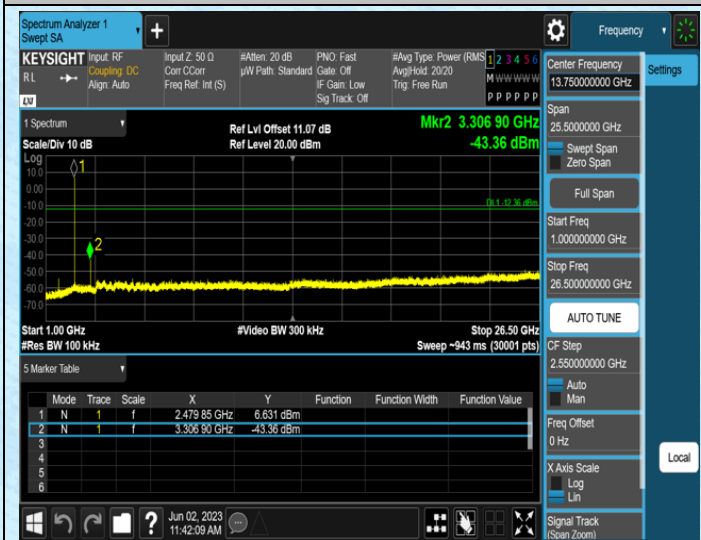 Spectrum Analyzer 1
Swept SA
Frequency
KEYSIGHT
Input: RF
Input Z: 50 Ω
#Atten: 20 dB
PNO: Fast
#Avg Type: Power (RMS
1 2 3 4 5 6
RL
Coupling: DC
Corr CCorr
µW Path: Standard
Gate: Off
Avg|Hold: 20/20
M W W W W W
Align: Auto
Freq Ref: Int (S)
IF Gain: Low
Trig: Free Run
LXI
Sig Track: Off
P P P P P P
1 Spectrum
Ref Lvl Offset 11.07 dB
Mkr2 3.306 90 GHz
Scale/Div 10 dB
Ref Level 20.00 dBm
-43.36 dBm
Log
10.0
0.00
-10.0
-20.0
-30.0
-40.0
-50.0
-60.0
-70.0
1
2
DL1 -12.36 dBm
Start 1.00 GHz
#Video BW 300 kHz
Stop 26.50 GHz
#Res BW 100 kHz
Sweep ~943 ms (30001 pts)
5 Marker Table
Mode Trace Scale X Y Function Function Width Function Value
1 N 1 f 2.479 85 GHz 6.631 dBm
2 N 1 f 3.306 90 GHz -43.36 dBm
3
4
5
6
?
Jun 02, 2023
11:42:09 AM
Center Frequency
13.750000000 GHz
Settings
Span
25.5000000 GHz
Swept Span
Zero Span
Full Span
Start Freq
1.000000000 GHz
Stop Freq
26.500000000 GHz
AUTO TUNE
CF Step
2.550000000 GHz
Auto
Man
Freq Offset
0 Hz
Local
X Axis Scale
Log
Lin
Signal Track
(Span Zoom)